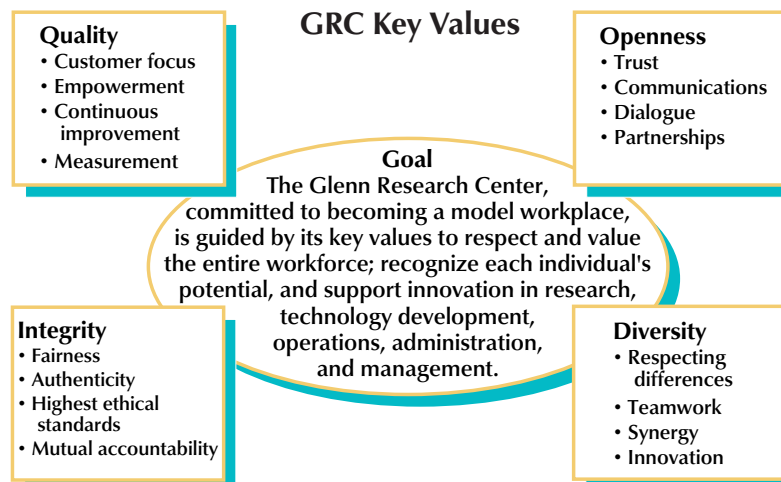 GRC Key Values
Quality
• Customer focus
• Empowerment
• Continuous
improvement
• Measurement
Openness
• Trust
• Communications
• Dialogue
• Partnerships
Goal
The Glenn Research Center,
committed to becoming a model workplace,
is guided by its key values to respect and value
the entire workforce; recognize each individual's
potential, and support innovation in research,
technology development,
operations, administration,
and management.
Integrity
• Fairness
• Authenticity
• Highest ethical
standards
• Mutual accountability
Diversity
• Respecting
differences
• Teamwork
• Synergy
• Innovation